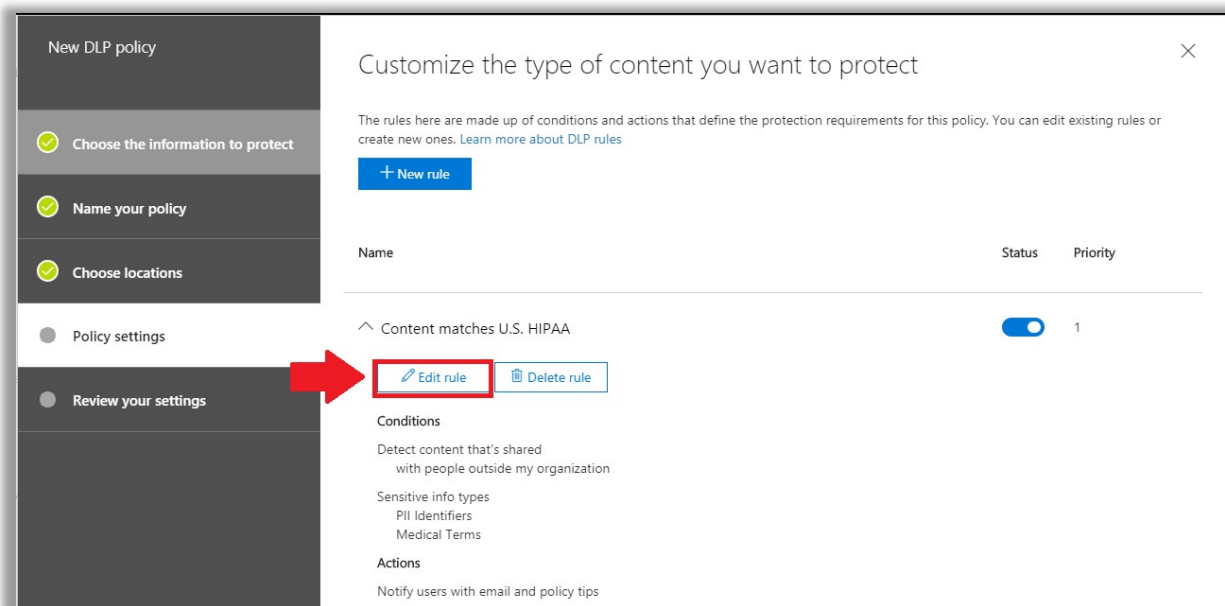 New DLP policy
Customize the type of content you want to protect
The rules here are made up of conditions and actions that define the protection requirements for this policy. You can edit existing rules or
create new ones. Learn more about DLP rules
+ New rule
Choose the information to protect
Name your policy
Choose locations
Policy settings
Review your settings
Name Status Priority
Content matches U.S. HIPAA 1
Edit rule Delete rule
Conditions
Detect content that's shared
with people outside my organization
Sensitive info types
PII Identifiers
Medical Terms
Actions
Notify users with email and policy tips